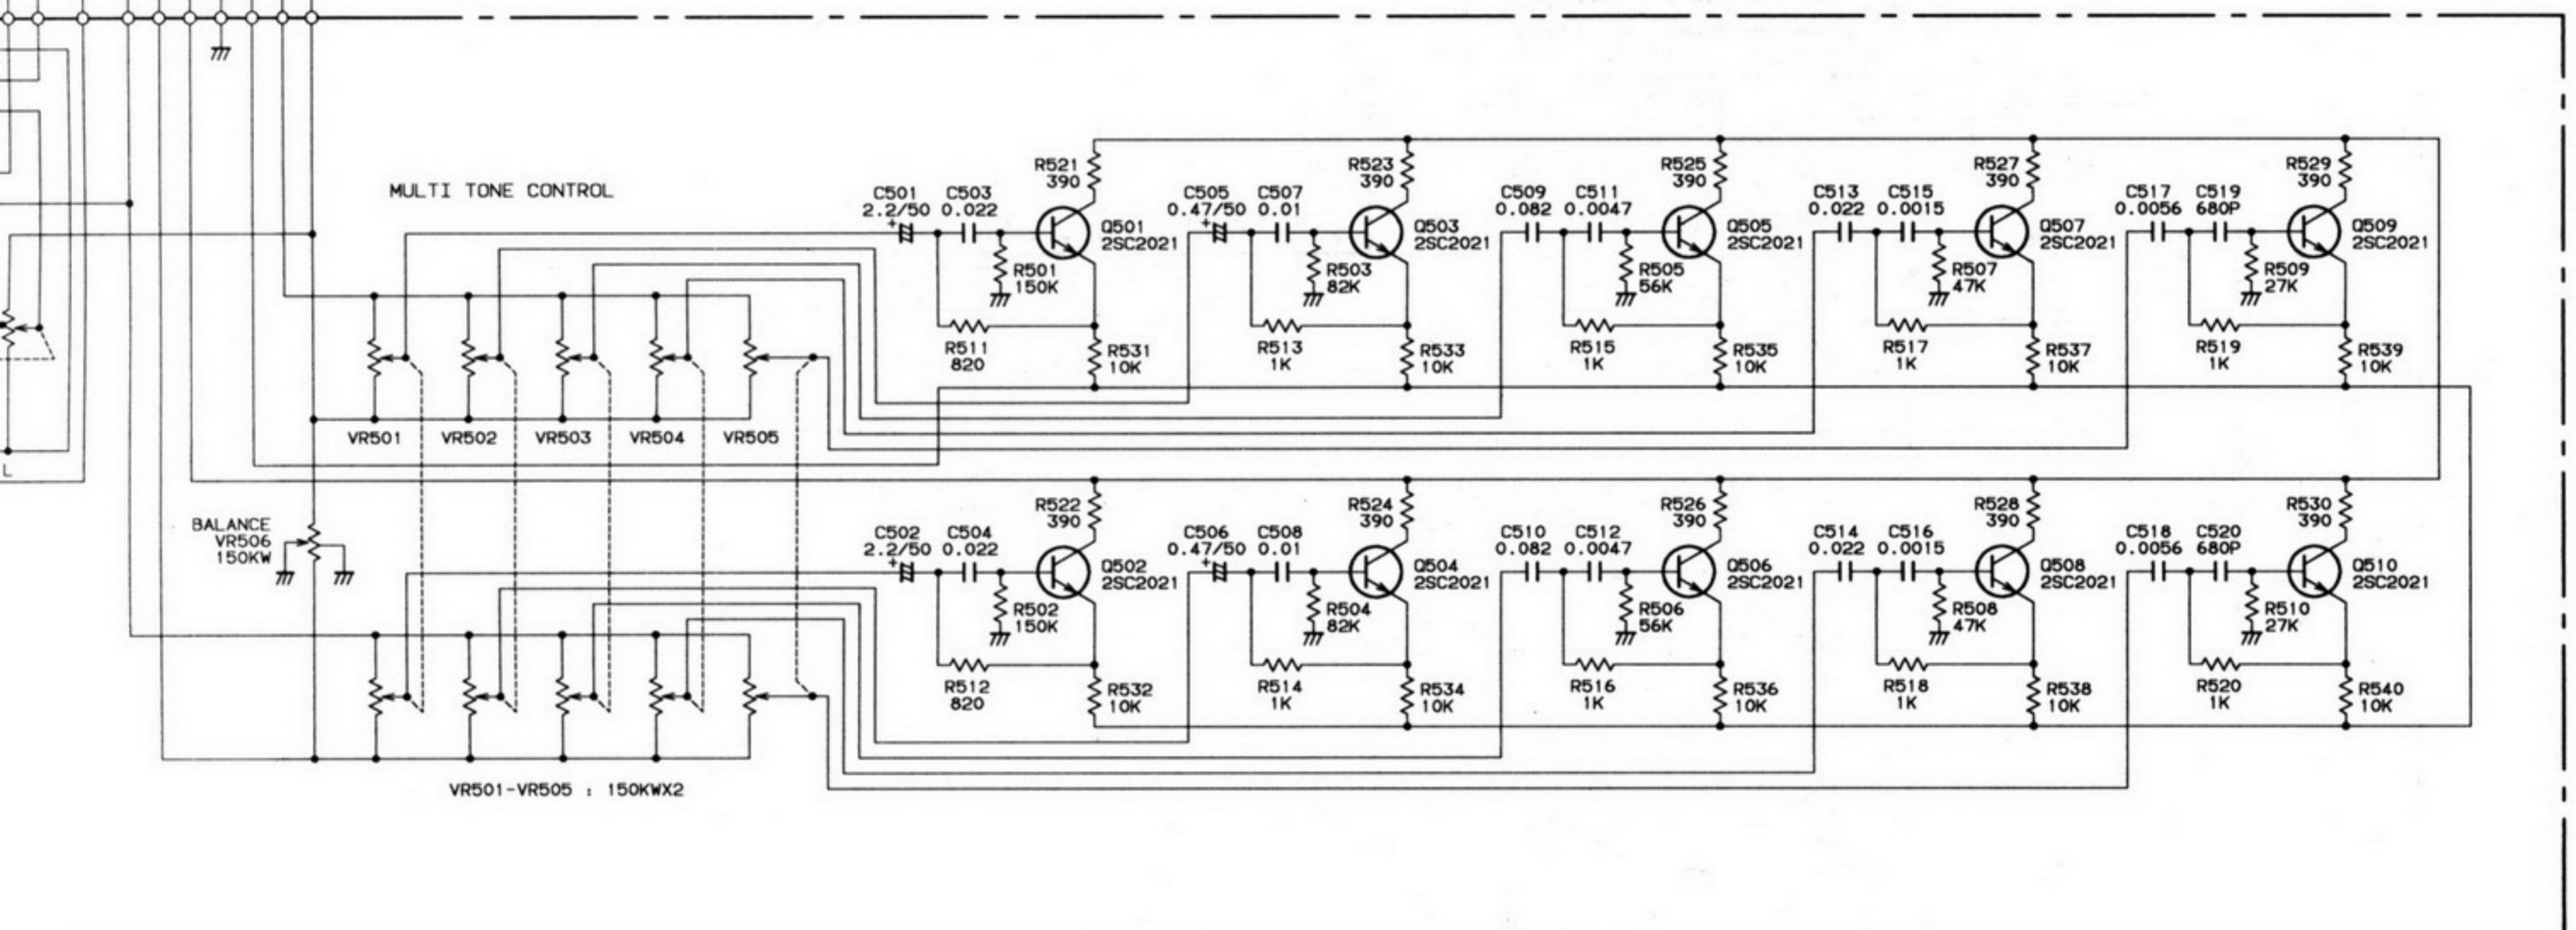 MULTI TONE CONTROL
R521
390
R523
390
R525
390
R527
390
R529
390
C501
2.2/50
C503
0.022
C505
0.47/50
C507
0.01
C509
0.082
C511
0.0047
C513
0.022
C515
0.0015
C517
0.0056
C519
680P
Q501
2SC2021
Q503
2SC2021
Q505
2SC2021
Q507
2SC2021
Q509
2SC2021
R501
150K
R503
82K
R505
56K
R507
47K
R509
27K
R511
820
R531
10K
R513
1K
R533
10K
R515
1K
R535
10K
R517
1K
R537
10K
R519
1K
R539
10K
VR501
VR502
VR503
VR504
VR505
L
BALANCE
VR506
150KW
R522
390
R524
390
R526
390
R528
390
R530
390
C502
2.2/50
C504
0.022
C506
0.47/50
C508
0.01
C510
0.082
C512
0.0047
C514
0.022
C516
0.0015
C518
0.0056
C520
680P
Q502
2SC2021
Q504
2SC2021
Q506
2SC2021
Q508
2SC2021
Q510
2SC2021
R502
150K
R504
82K
R506
56K
R508
47K
R510
27K
R512
820
R532
10K
R514
1K
R534
10K
R516
1K
R536
10K
R518
1K
R538
10K
R520
1K
R540
10K
VR501-VR505 : 150KWX2